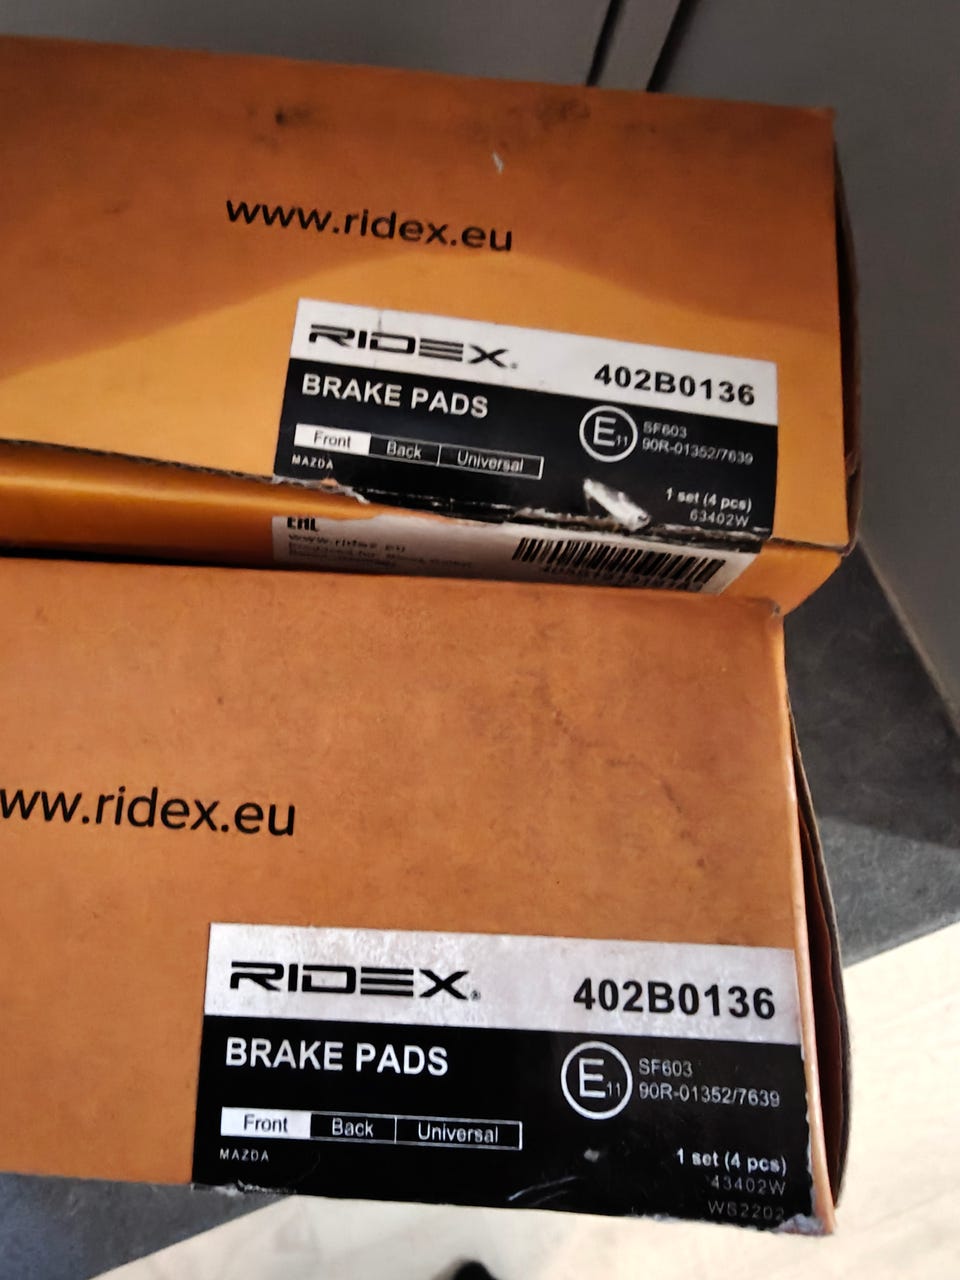 www.ridex.eu
RIDEX®
402B0136
BRAKE PADS
E11
SF603
90R-01352/7639
Front Back Universal
MAZDA
1 set (4 pcs)
63402W
www.ridex.eu
ww.ridex.eu
RIDEX®
402B0136
BRAKE PADS
E11
SF603
90R-01352/7639
Front Back Universal
MAZDA
1 set (4 pcs)
43402W
WS2202